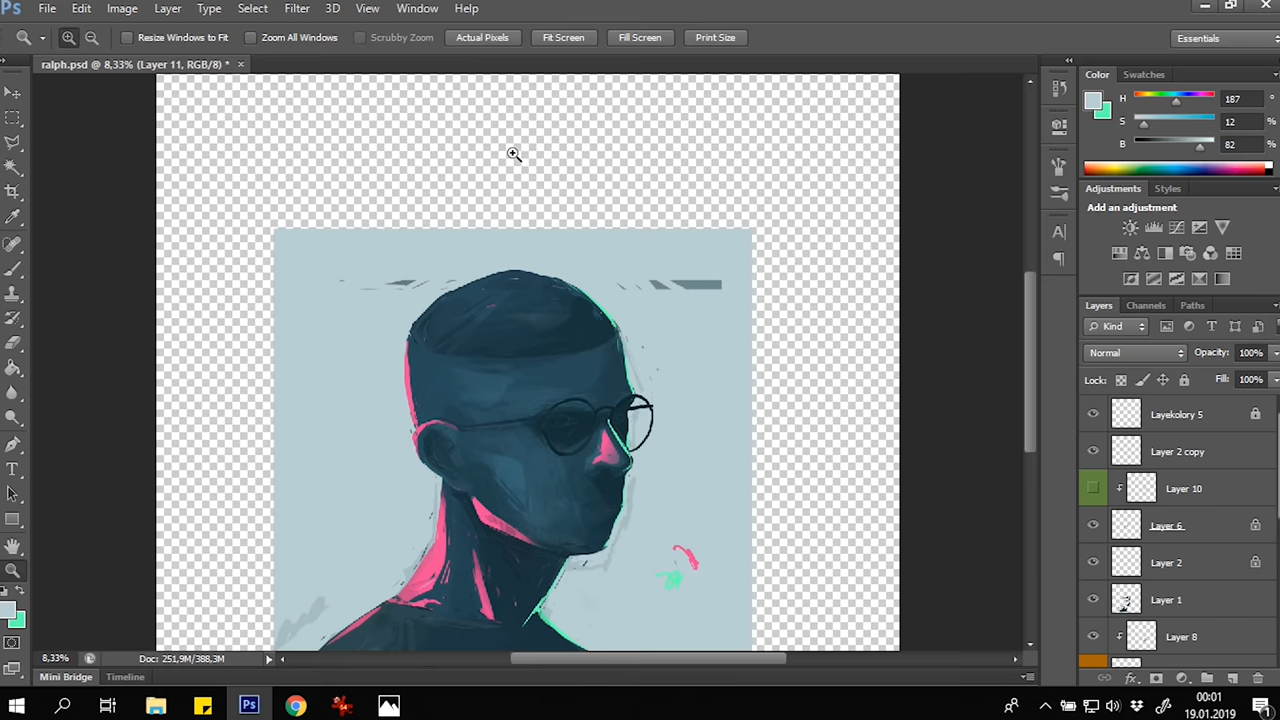 Ps File Edit Image Layer Type Select Filter 3D View Window Help
Resize Windows to Fit Zoom All Windows Scrubby Zoom Actual Pixels Fit Screen Fill Screen Print Size Essentials
ralph.psd @ 8,33% (Layer 11, RGB/8) * ×
Color Swatches
H 187 °
S 12 %
B 82 %
Adjustments Styles
Add an adjustment
Layers Channels Paths
Kind
Normal Opacity: 100%
Lock: Fill: 100%
Layekolory 5
Layer 2 copy
Layer 10
Layer 6
Layer 2
Layer 1
Layer 8
8,33% Doc: 251,9M/388,3M
Mini Bridge Timeline
Ps 64 00:01
19.01.2019 1